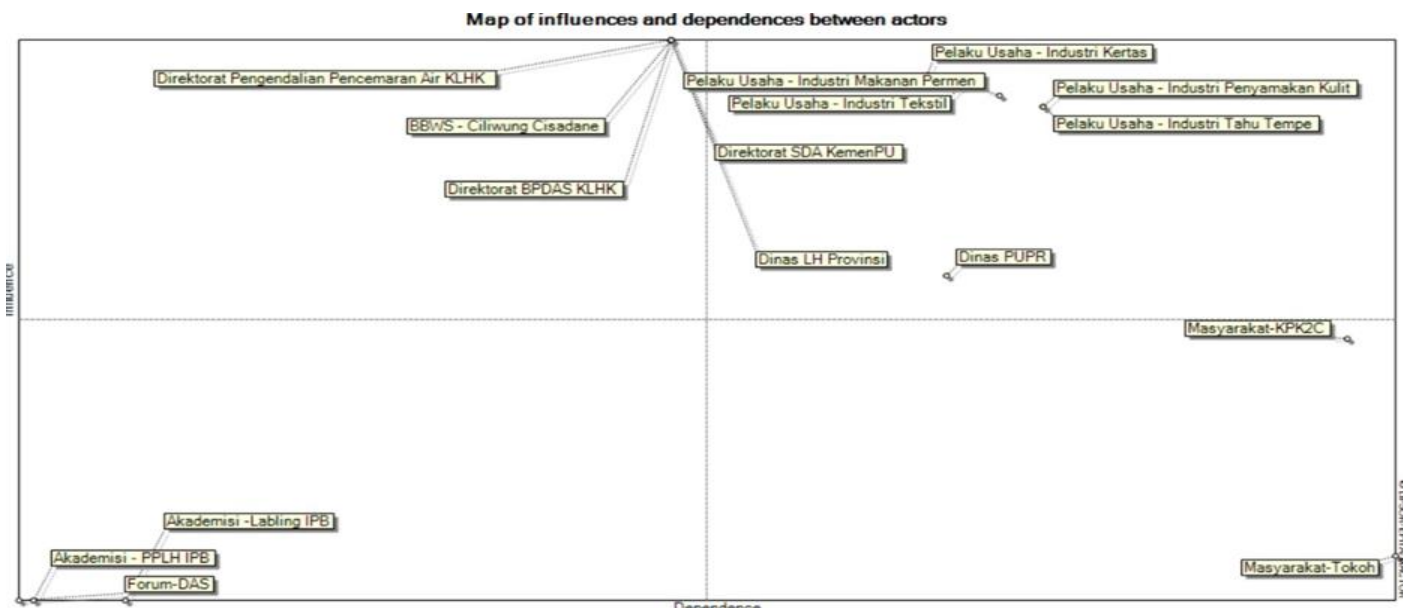 Map of influences and dependences between actors
Pelaku Usaha - Industri Kertas
Direktorat Pengendalian Pencemaran Air KLHK
Pelaku Usaha - Industri Makanan Permen
Pelaku Usaha - Industri Penyamakan Kulit
Pelaku Usaha - Industri Tekstil
BBWS - Ciliwung Cisadane
Pelaku Usaha - Industri Tahu Tempe
Direktorat SDA KemenPU
Direktorat BPDAS KLHK
Dinas LH Provinsi
Dinas PUPR
Influence
Masyarakat-KPK2C
Akademisi -Labling IPB
Akademisi - PPLH IPB
Masyarakat-Tokoh
Forum-DAS
Dependence